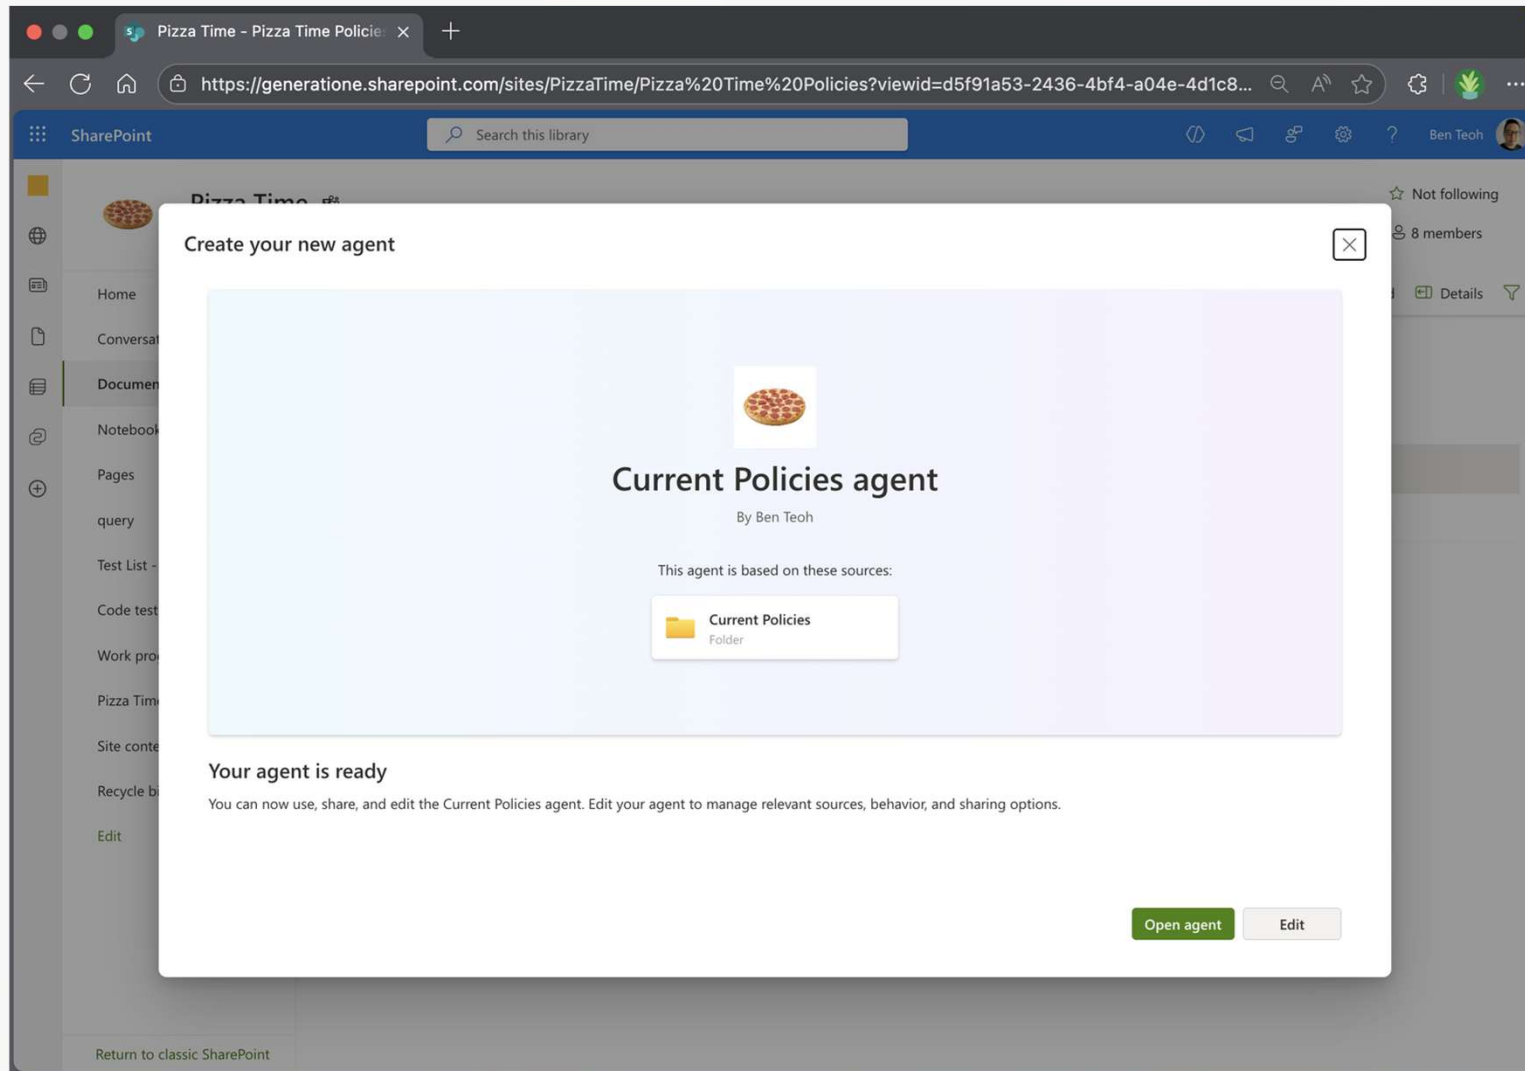 Pizza Time - Pizza Time Policie
https://generatione.sharepoint.com/sites/PizzaTime/Pizza%20Time%20Policies?viewid=d5f91a53-2436-4bf4-a04e-4d1c8...
SharePoint
Search this library
Ben Teoh
Pizza Time
Not following
8 members
Details
Create your new agent
Home
Conversat
Documen
Notebook
Pages
query
Test List -
Code test
Work pro
Pizza Tim
Site conte
Recycle bi
Edit
Return to classic SharePoint
Current Policies agent
By Ben Teoh
This agent is based on these sources:
Current Policies
Folder
Your agent is ready
You can now use, share, and edit the Current Policies agent. Edit your agent to manage relevant sources, behavior, and sharing options.
Open agent
Edit